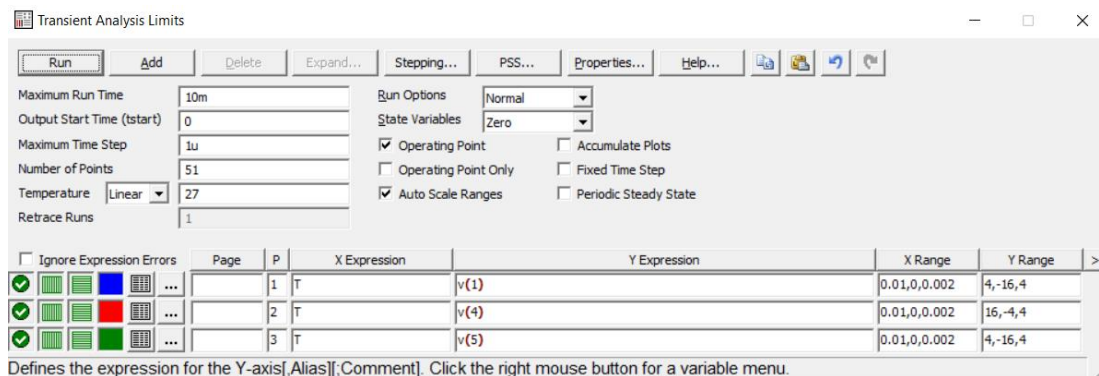 Transient Analysis Limits
Run Add Delete Expand... Stepping... PSS... Properties... Help...
Maximum Run Time 10m Run Options Normal
Output Start Time (tstart) 0 State Variables Zero
Maximum Time Step 1u Operating Point Accumulate Plots
Number of Points 51 Operating Point Only Fixed Time Step
Temperature Linear 27 Auto Scale Ranges Periodic Steady State
Retrace Runs 1
Ignore Expression Errors Page P X Expression Y Expression X Range Y Range >
... 1 T v(1) 0.01,0,0.002 4,-16,4
... 2 T v(4) 0.01,0,0.002 16,-4,4
... 3 T v(5) 0.01,0,0.002 4,-16,4
Defines the expression for the Y-axis[,Alias][;Comment]. Click the right mouse button for a variable menu.